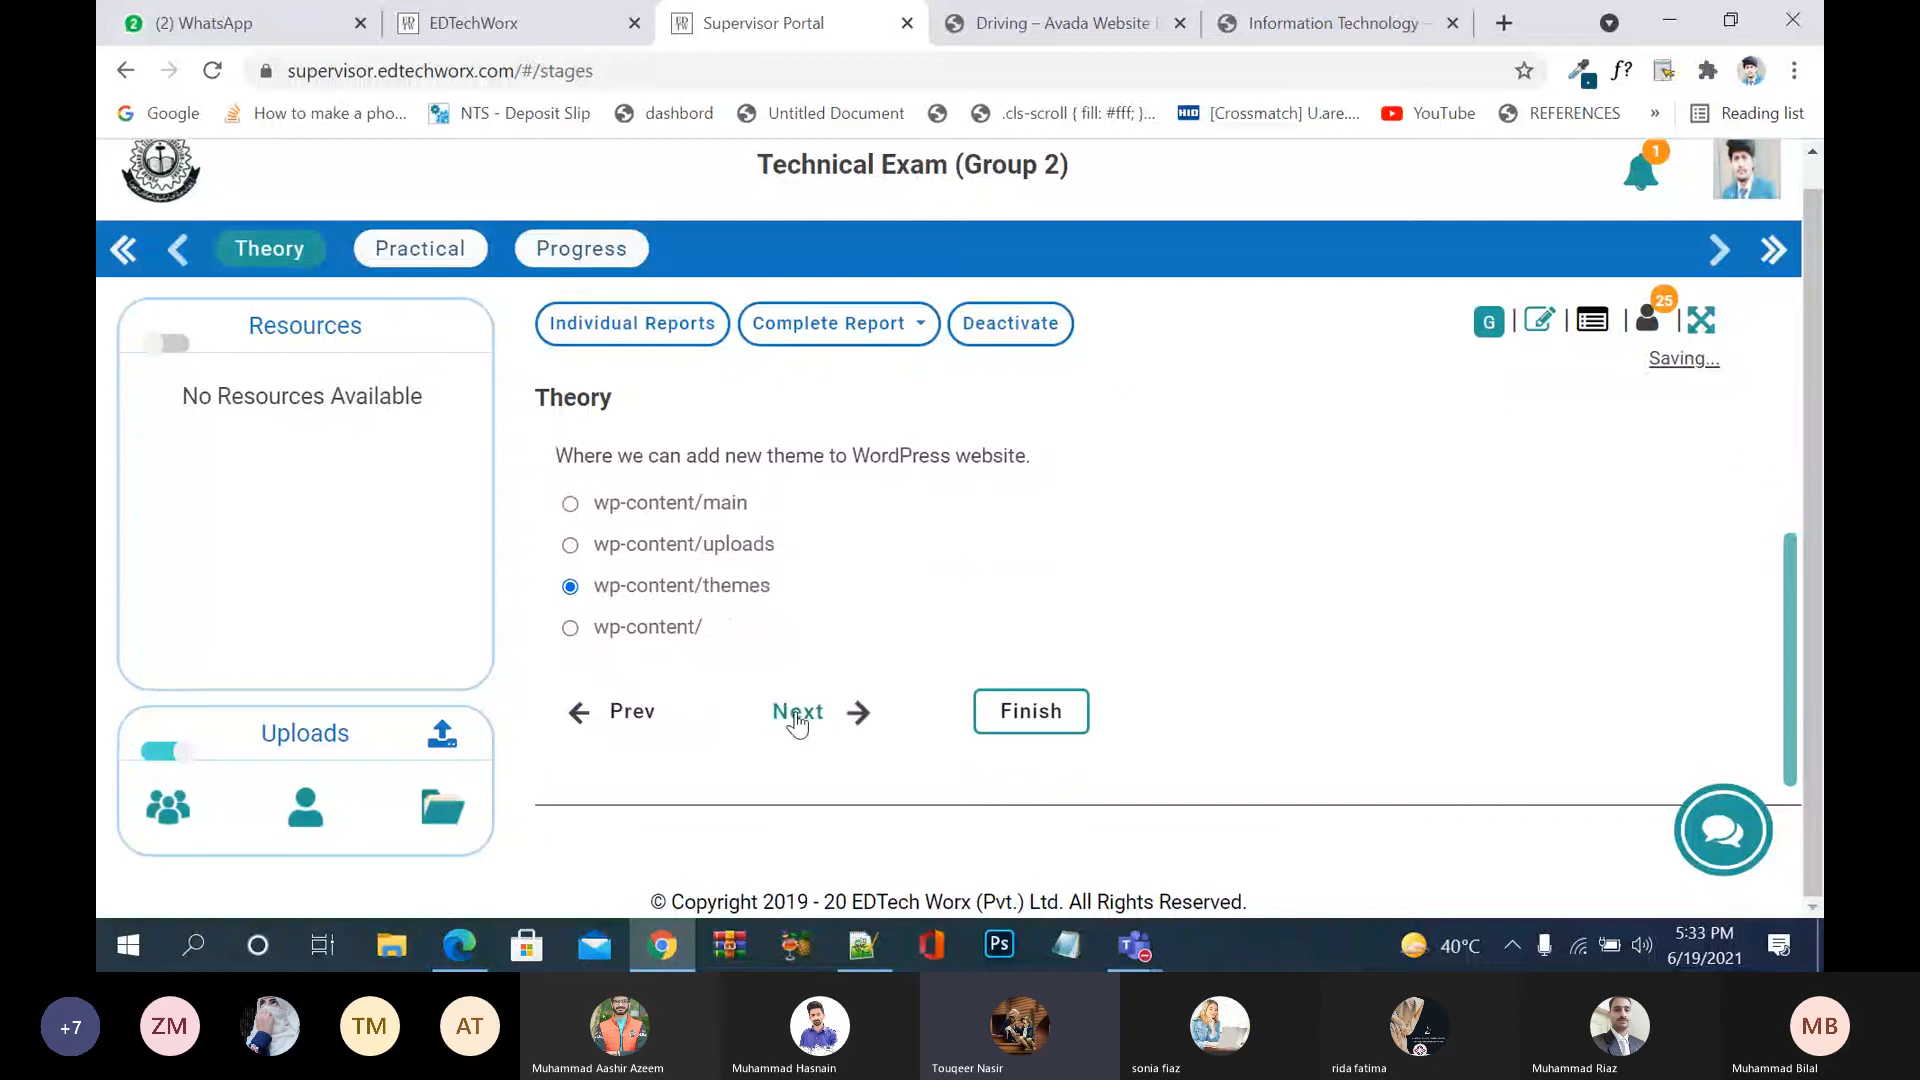 (2) WhatsApp
EDTechWorx
Supervisor Portal
Driving – Avada Website
Information Technology –
supervisor.edtechworx.com/#/stages
f?
Google
How to make a pho...
NTS - Deposit Slip
dashbord
Untitled Document
.cls-scroll { fill: #fff; }...
HID
[Crossmatch] U.are....
YouTube
REFERENCES
»
Reading list
Technical Exam (Group 2)
1
Theory
Practical
Progress
Resources
No Resources Available
Individual Reports
Complete Report
Deactivate
G
25
Saving...
Theory
Where we can add new theme to WordPress website.
wp-content/main
wp-content/uploads
wp-content/themes
wp-content/
Prev
Next
Finish
Uploads
© Copyright 2019 - 20 EDTech Worx (Pvt.) Ltd. All Rights Reserved.
Ps
40°C
5:33 PM
6/19/2021
+7
ZM
TM
AT
Muhammad Aashir Azeem
Muhammad Hasnain
Touqeer Nasir
sonia fiaz
rida fatima
Muhammad Riaz
MB
Muhammad Bilal